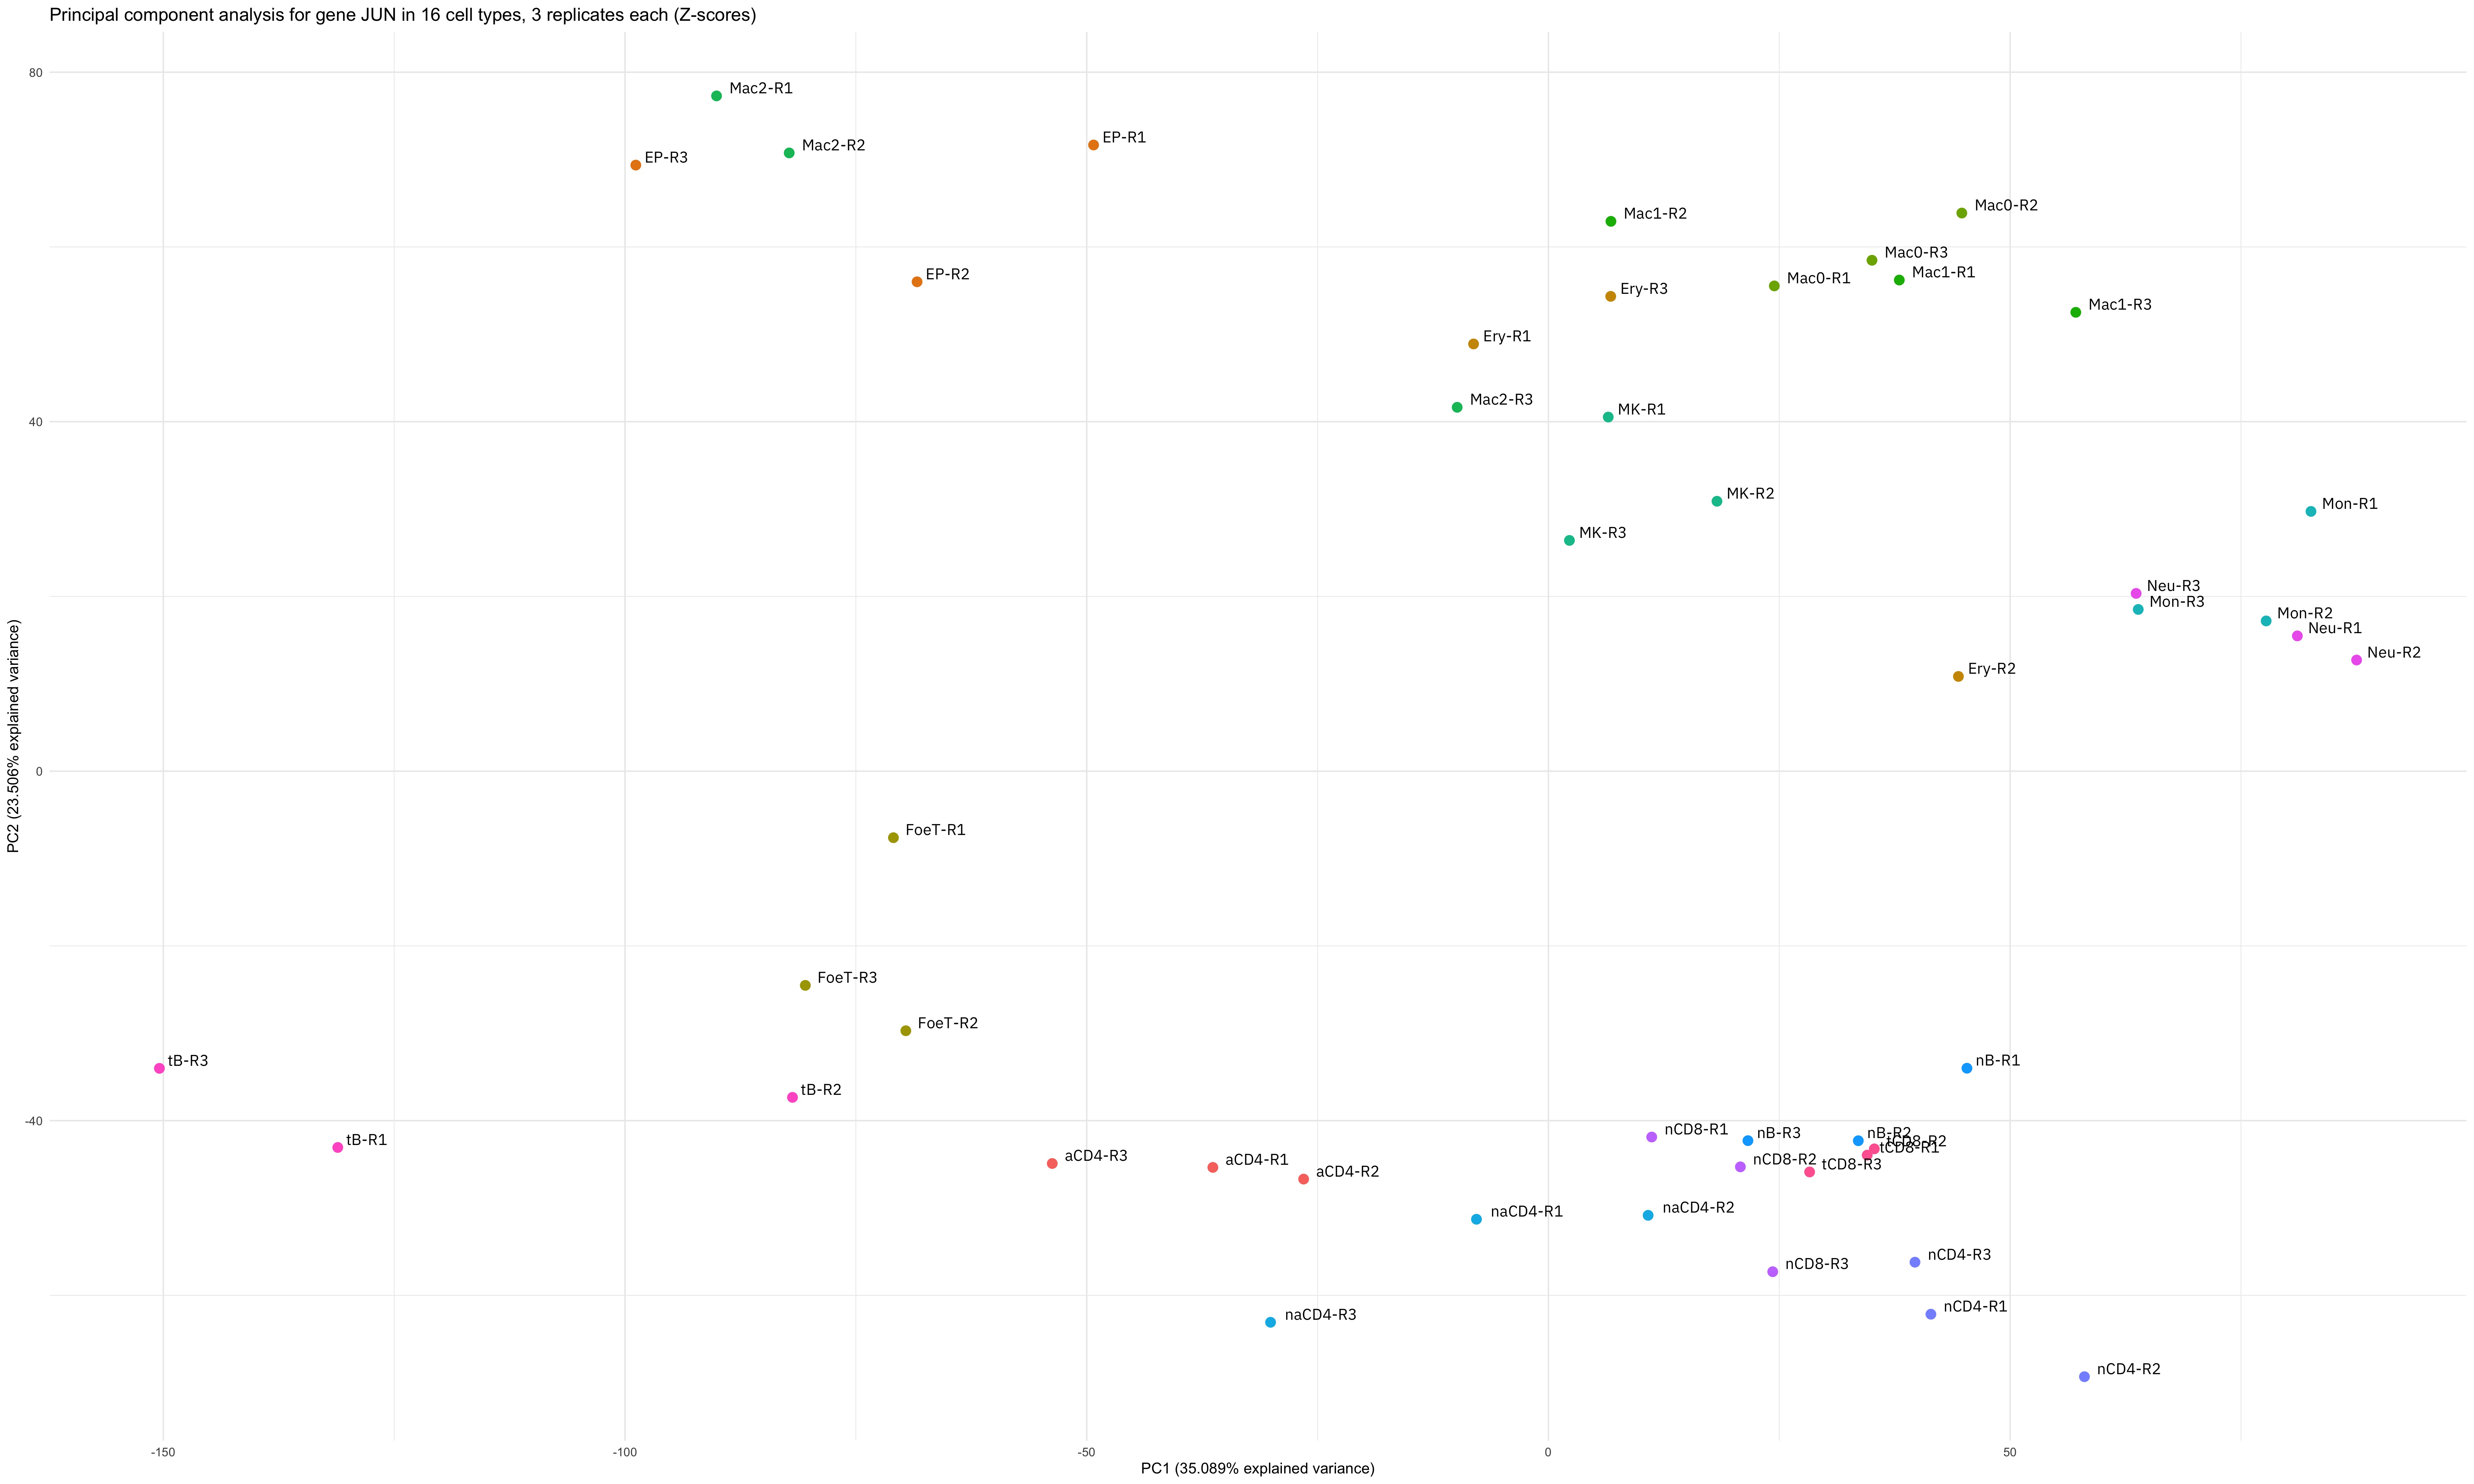 Principal component analysis for gene JUN in 16 cell types, 3 replicates each (Z-scores)
80
Mac2-R1
EP-R1
Mac2-R2
EP-R3
Mac0-R2
Mac1-R2
Mac0-R3
Mac1-R1
EP-R2
Mac0-R1
Ery-R3
Mac1-R3
Ery-R1
Mac2-R3
MK-R1
40
MK-R2
Mon-R1
MK-R3
Neu-R3
Mon-R3
Mon-R2
Neu-R1
Neu-R2
Ery-R2
PC2 (23.506% explained variance)
0
FoeT-R1
FoeT-R3
FoeT-R2
tB-R3
nB-R1
tB-R2
-40
nCD8-R1
nB-R3
nB-R2
tB-R1
tCD8-R2
tCD8-R1
aCD4-R3
aCD4-R1
nCD8-R2
tCD8-R3
aCD4-R2
naCD4-R1
naCD4-R2
nCD4-R3
nCD8-R3
nCD4-R1
naCD4-R3
nCD4-R2
-150
-100
-50
0
50
PC1 (35.089% explained variance)